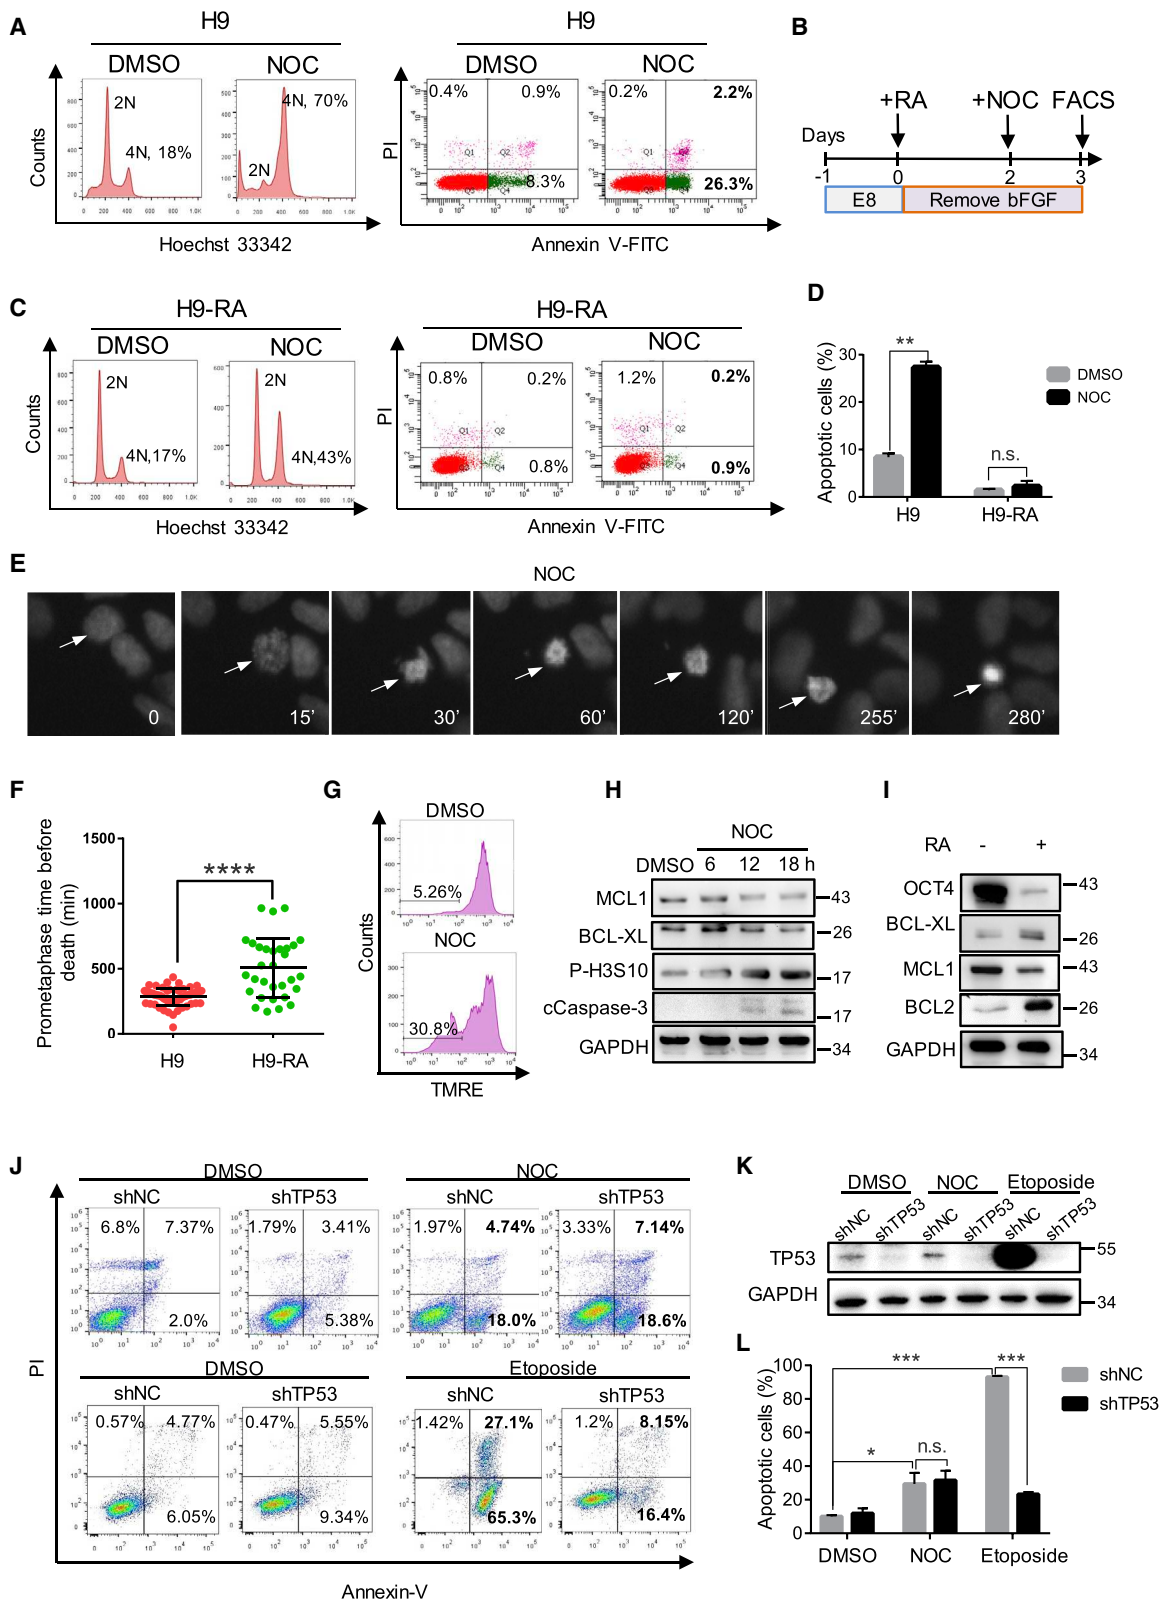 A
H9
DMSO
NOC
Counts
2N
4N, 18%
4N, 70%
2N
Hoechst 33342
H9
DMSO
NOC
PI
0.4%
0.9%
8.3%
0.2%
2.2%
26.3%
Q1
Q2
Q4
Annexin V-FITC
B
+RA
+NOC
FACS
Days
-1
0
2
3
E8
Remove bFGF
C
H9-RA
DMSO
NOC
Counts
2N
4N,17%
2N
4N,43%
Hoechst 33342
H9-RA
DMSO
NOC
PI
0.8%
0.2%
0.8%
1.2%
0.2%
0.9%
Q1
Q2
Q4
Annexin V-FITC
D
Apoptotic cells (%)
30
20
10
0
**
n.s.
H9
H9-RA
DMSO
NOC
E
NOC
0
15'
30'
60'
120'
255'
280'
F
Prometaphase time before
death (min)
1500
1000
500
0
****
H9
H9-RA
G
DMSO
5.26%
NOC
30.8%
Counts
TMRE
H
NOC
DMSO
6
12
18 h
MCL1
43
BCL-XL
26
P-H3S10
17
cCaspase-3
17
GAPDH
34
I
RA
-
+
OCT4
43
BCL-XL
26
MCL1
43
BCL2
26
GAPDH
34
J
DMSO
NOC
shNC
shTP53
shNC
shTP53
6.8%
7.37%
2.0%
1.79%
3.41%
5.38%
1.97%
4.74%
18.0%
3.33%
7.14%
18.6%
DMSO
Etoposide
shNC
shTP53
shNC
shTP53
0.57%
4.77%
6.05%
0.47%
5.55%
9.34%
1.42%
27.1%
65.3%
1.2%
8.15%
16.4%
PI
Annexin-V
K
DMSO
NOC
Etoposide
shNC
shTP53
shNC
shTP53
shNC
shTP53
TP53
55
GAPDH
34
L
Apoptotic cells (%)
100
80
60
40
20
0
***
***
*
n.s.
DMSO
NOC
Etoposide
shNC
shTP53